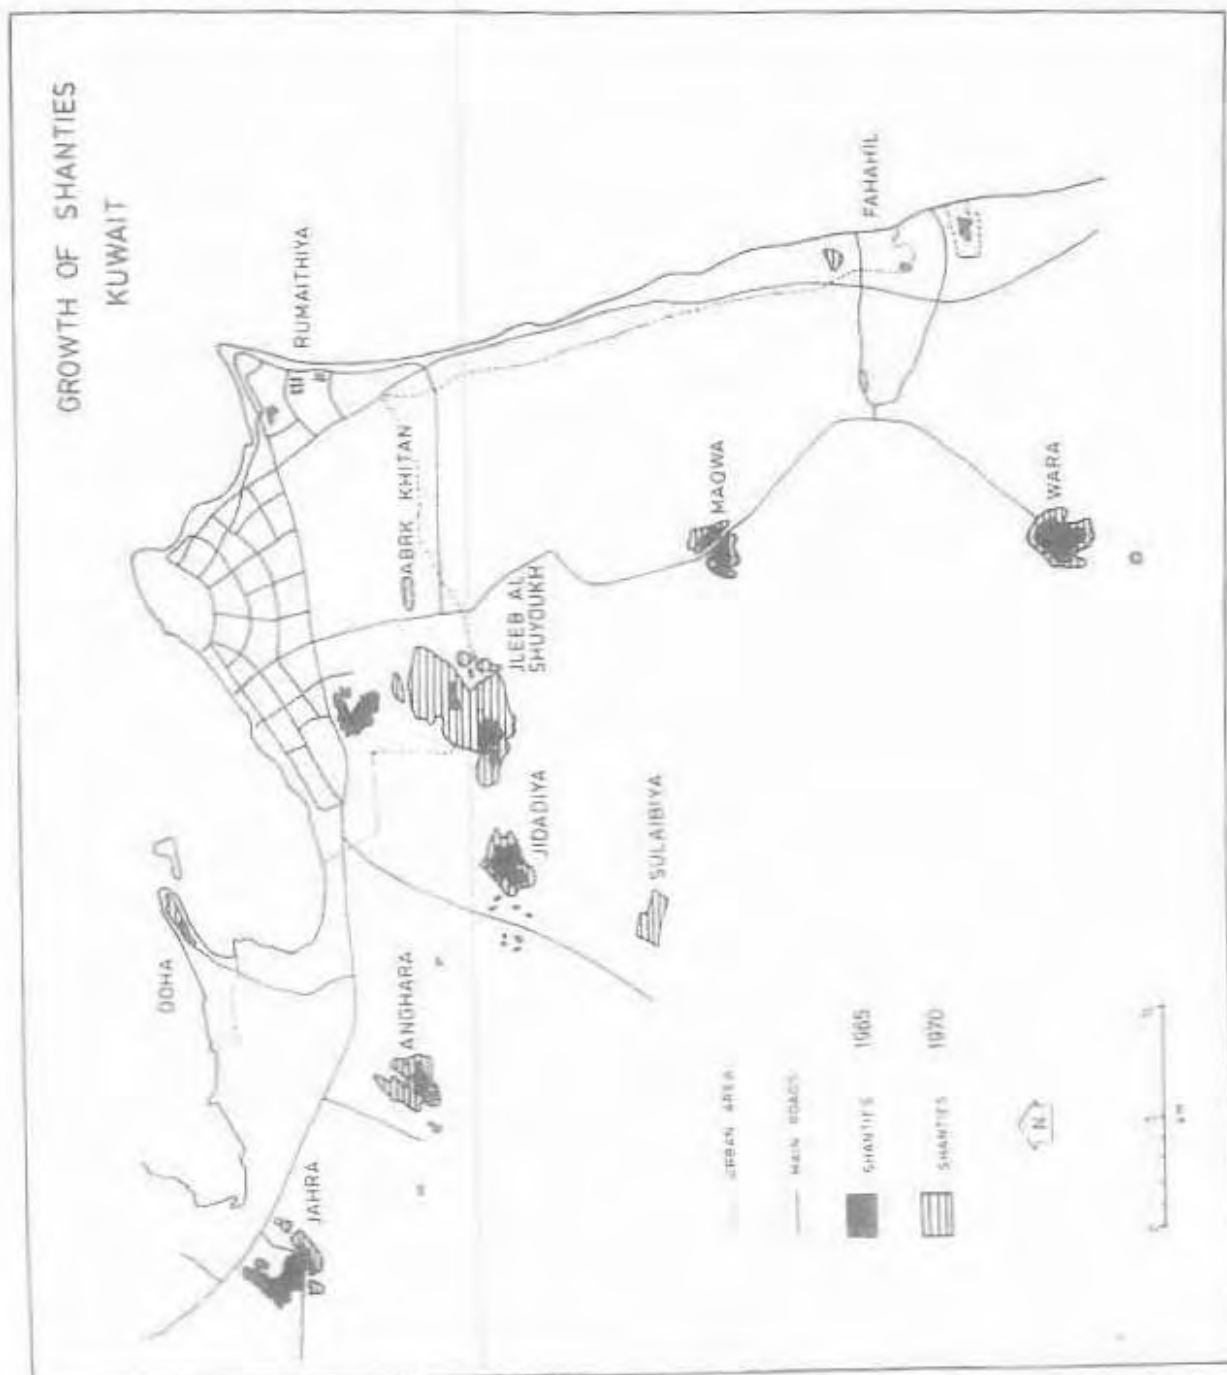 GROWTH OF SHANTIES
KUWAIT
DOHA
RUMAITHIYA
JAHRA
ANGHARA
ABRK KHITAN
JLEEB AL
SHUYOUKH
JIDADIYA
SULAIBIYA
MAQWA
FAHAHIL
WARA
URBAN AREA
MAIN ROADS
SHANTIES 1965
SHANTIES 1970
N
KM